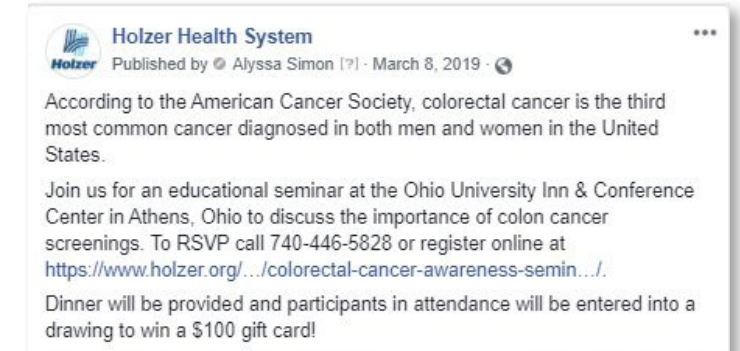 Holzer
Holzer Health System
Published by Alyssa Simon [?] · March 8, 2019 ·
According to the American Cancer Society, colorectal cancer is the third
most common cancer diagnosed in both men and women in the United
States.
Join us for an educational seminar at the Ohio University Inn & Conference
Center in Athens, Ohio to discuss the importance of colon cancer
screenings. To RSVP call 740-446-5828 or register online at
https://www.holzer.org/.../colorectal-cancer-awareness-semin.../.
Dinner will be provided and participants in attendance will be entered into a
drawing to win a $100 gift card!